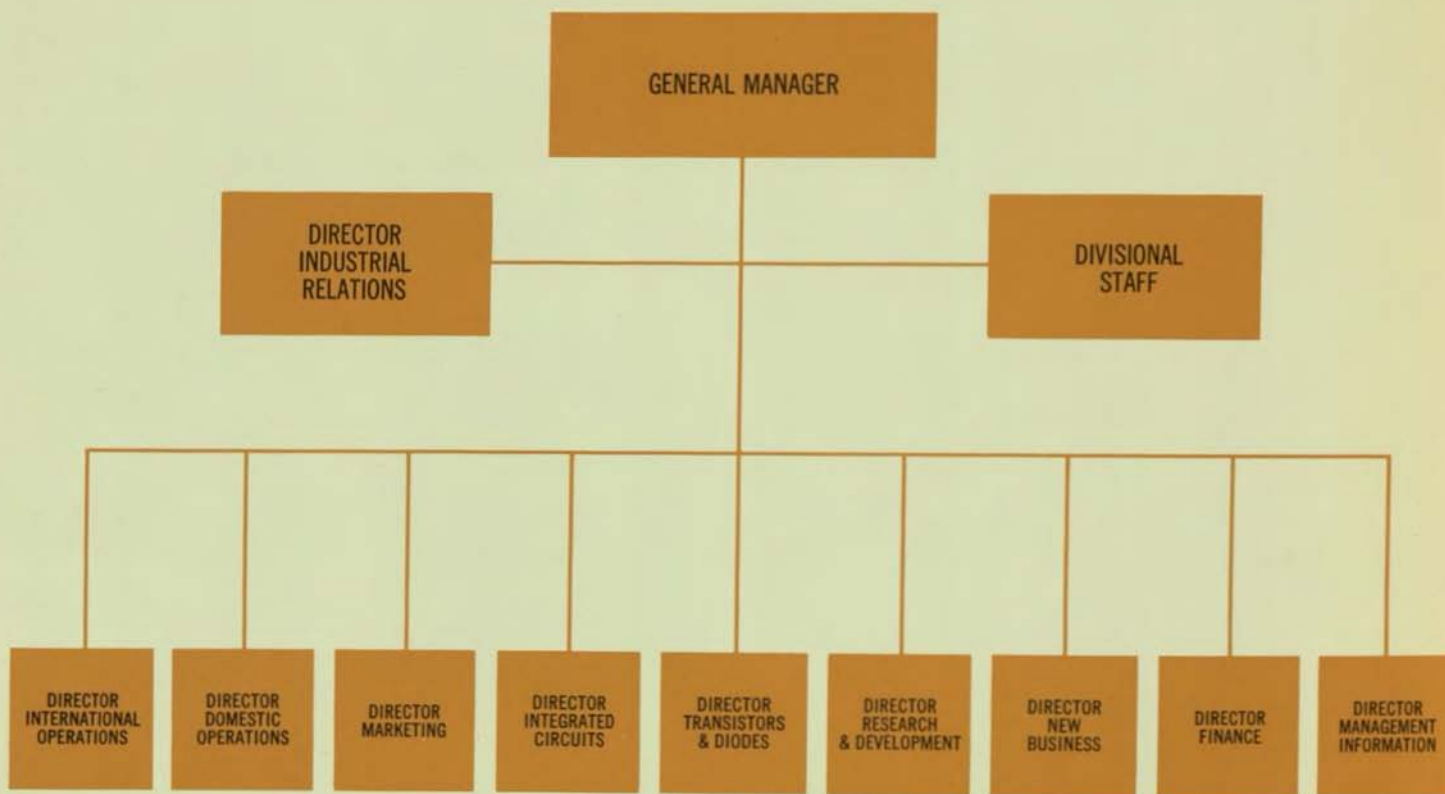 GENERAL MANAGER
DIRECTOR
INDUSTRIAL
RELATIONS
DIVISIONAL
STAFF
DIRECTOR
INTERNATIONAL
OPERATIONS
DIRECTOR
DOMESTIC
OPERATIONS
DIRECTOR
MARKETING
DIRECTOR
INTEGRATED
CIRCUITS
DIRECTOR
TRANSISTORS
& DIODES
DIRECTOR
RESEARCH
& DEVELOPMENT
DIRECTOR
NEW
BUSINESS
DIRECTOR
FINANCE
DIRECTOR
MANAGEMENT
INFORMATION